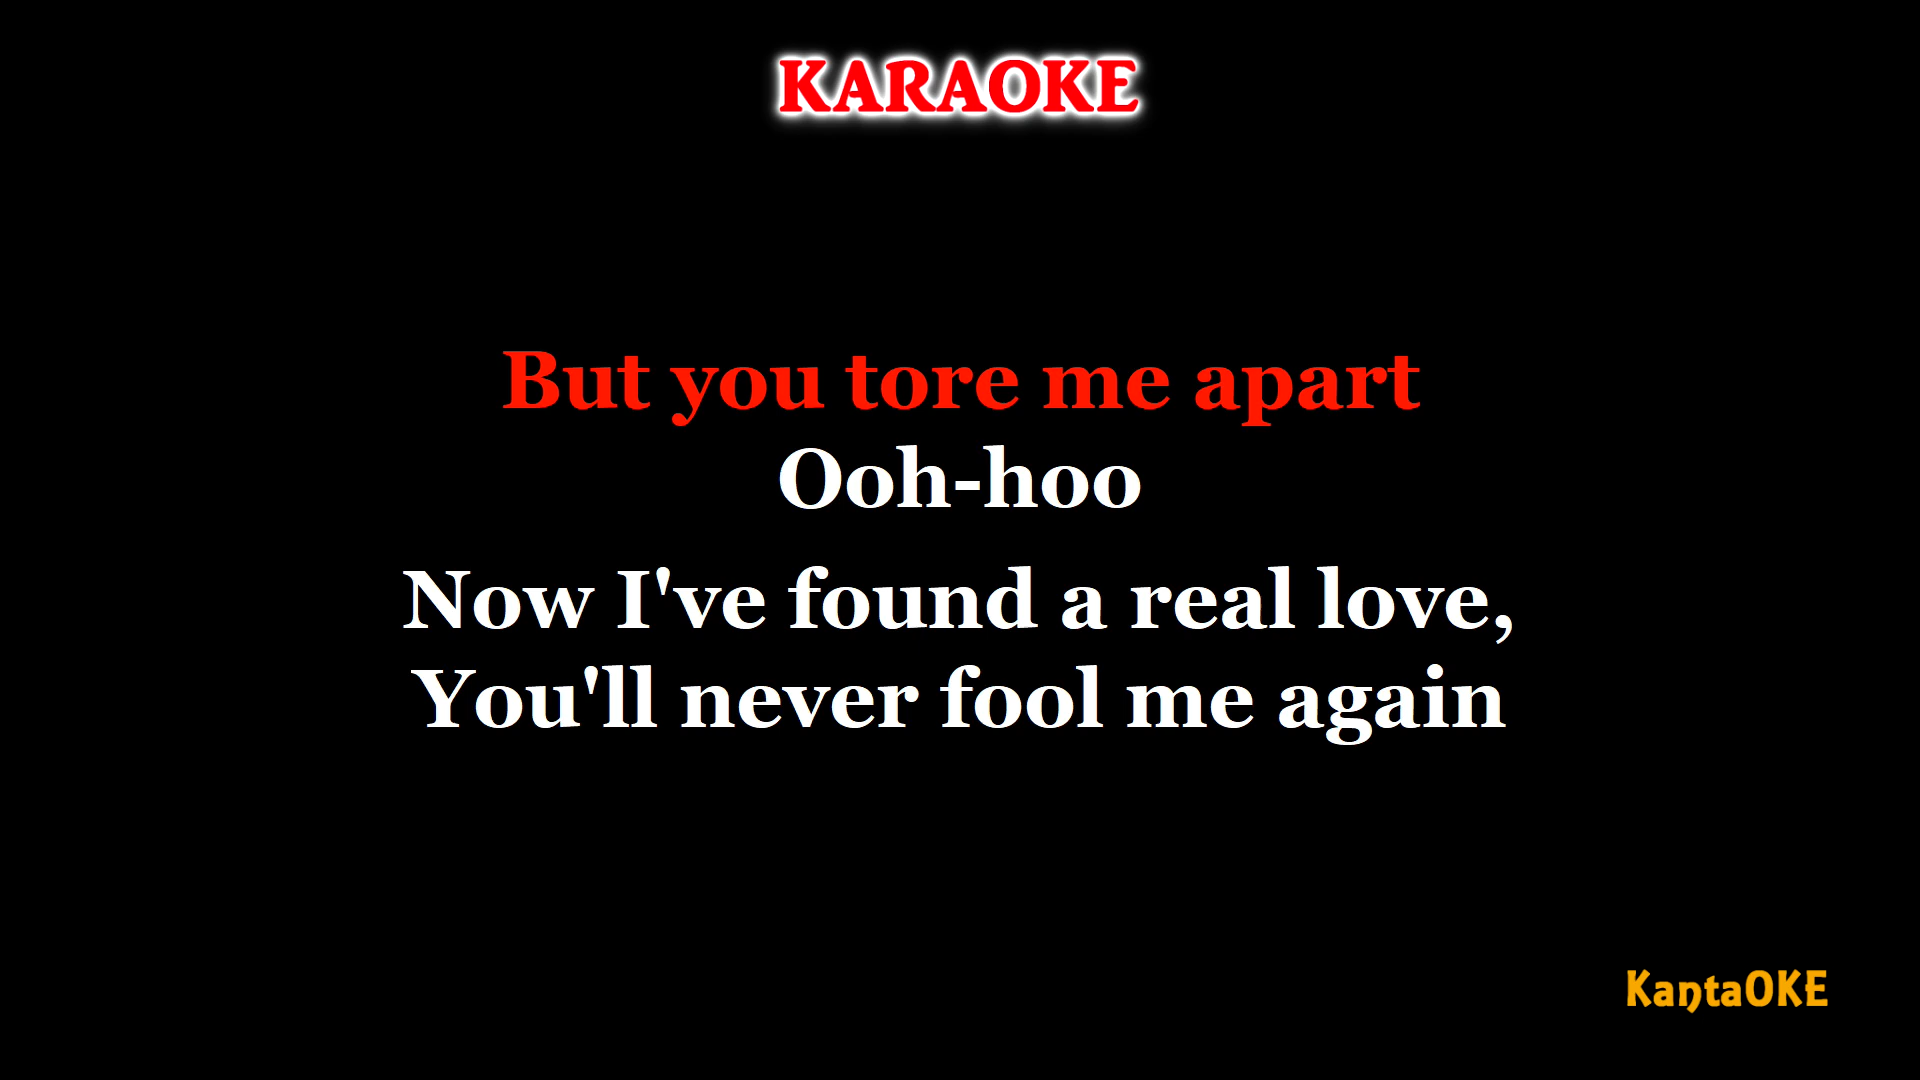 KARAOKE
But you tore me apart
Ooh-hoo
Now I've found a real love,
You'll never fool me again
KantaOKE